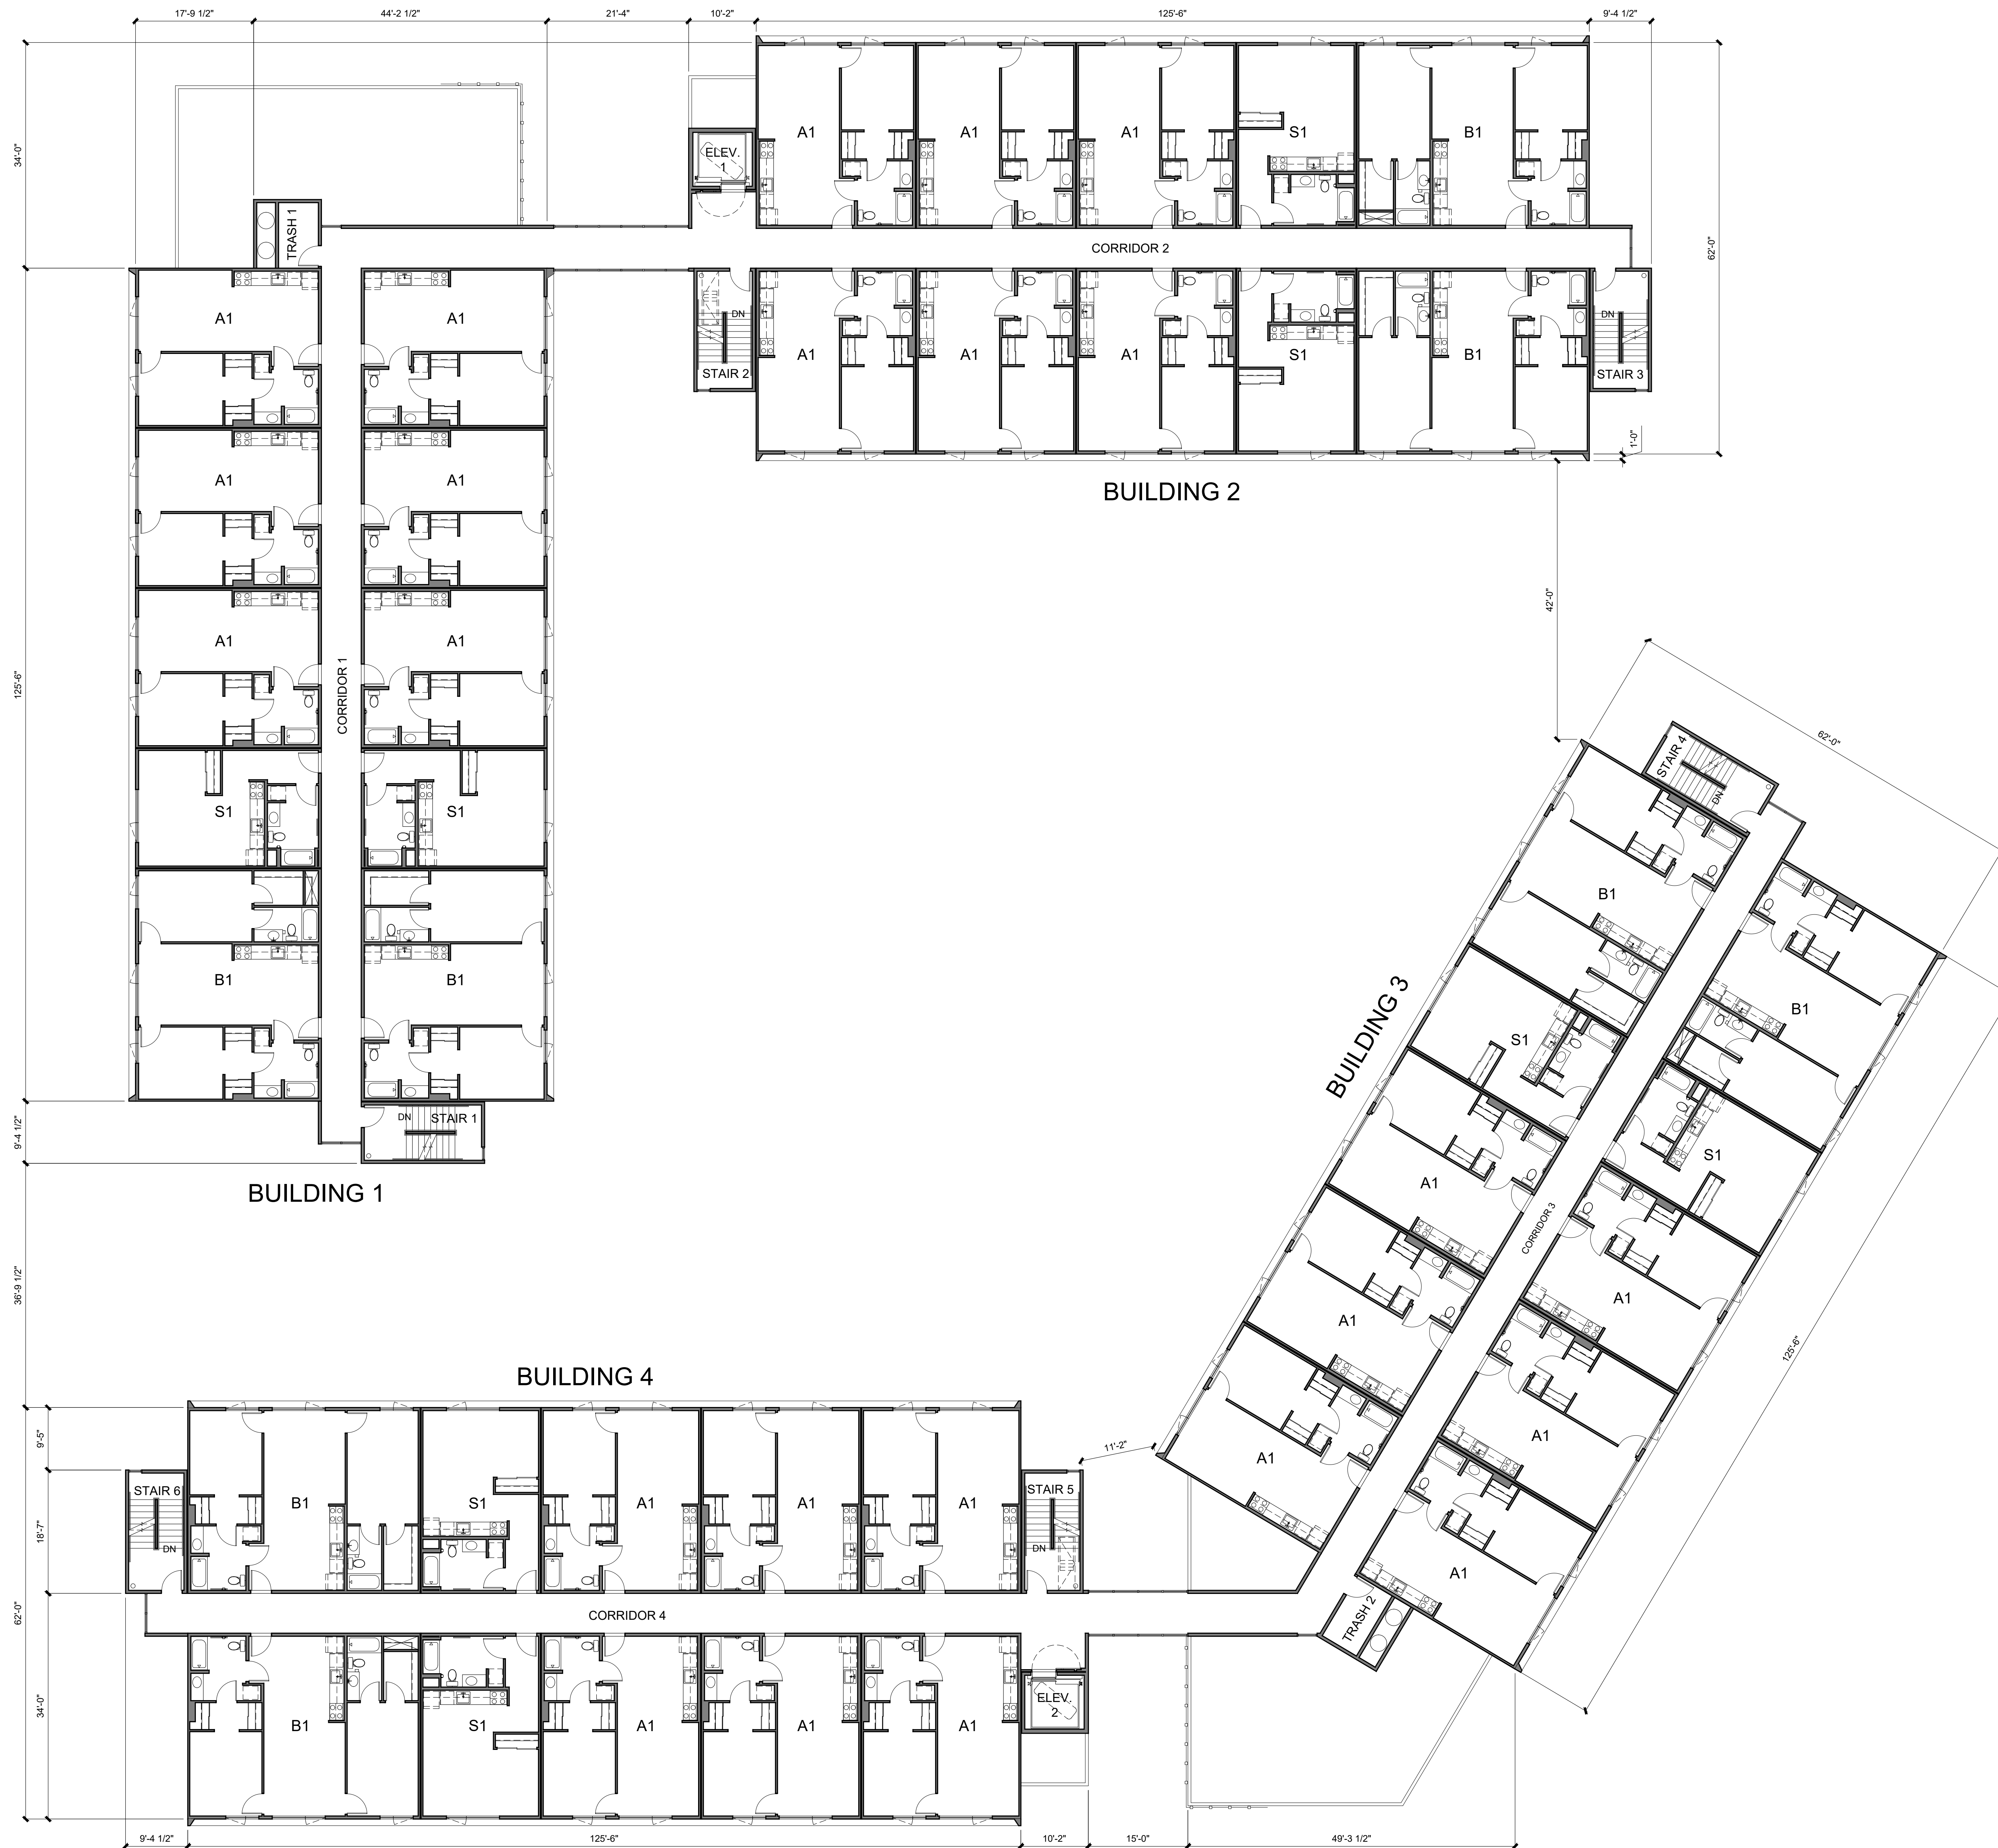 17'-9 1/2"
44'-2 1/2"
21'-4"
10'-2"
125'-6"
9'-4 1/2"
34'-0"
62'-0"
A1
A1
A1
S1
B1
ELEV.
1
TRASH 1
CORRIDOR 2
A1
A1
DN
STAIR 2
A1
A1
A1
S1
B1
DN
STAIR 3
1'-0"
BUILDING 2
A1
A1
42'-0"
125'-6"
A1
A1
CORRIDOR 1
62'-0"
STAIR 4
DN
S1
S1
B1
B1
B1
B1
BUILDING 3
S1
DN
STAIR 1
9'-4 1/2"
S1
BUILDING 1
A1
CORRIDOR 3
36'-9 1/2"
A1
A1
125'-6"
BUILDING 4
A1
A1
11'-2"
A1
9'-5"
STAIR 6
B1
S1
A1
A1
A1
STAIR 5
18'-7"
DN
DN
A1
62'-0"
CORRIDOR 4
TRASH 2
34'-0"
B1
S1
A1
A1
A1
ELEV.
2
9'-4 1/2"
125'-6"
10'-2"
15'-0"
49'-3 1/2"